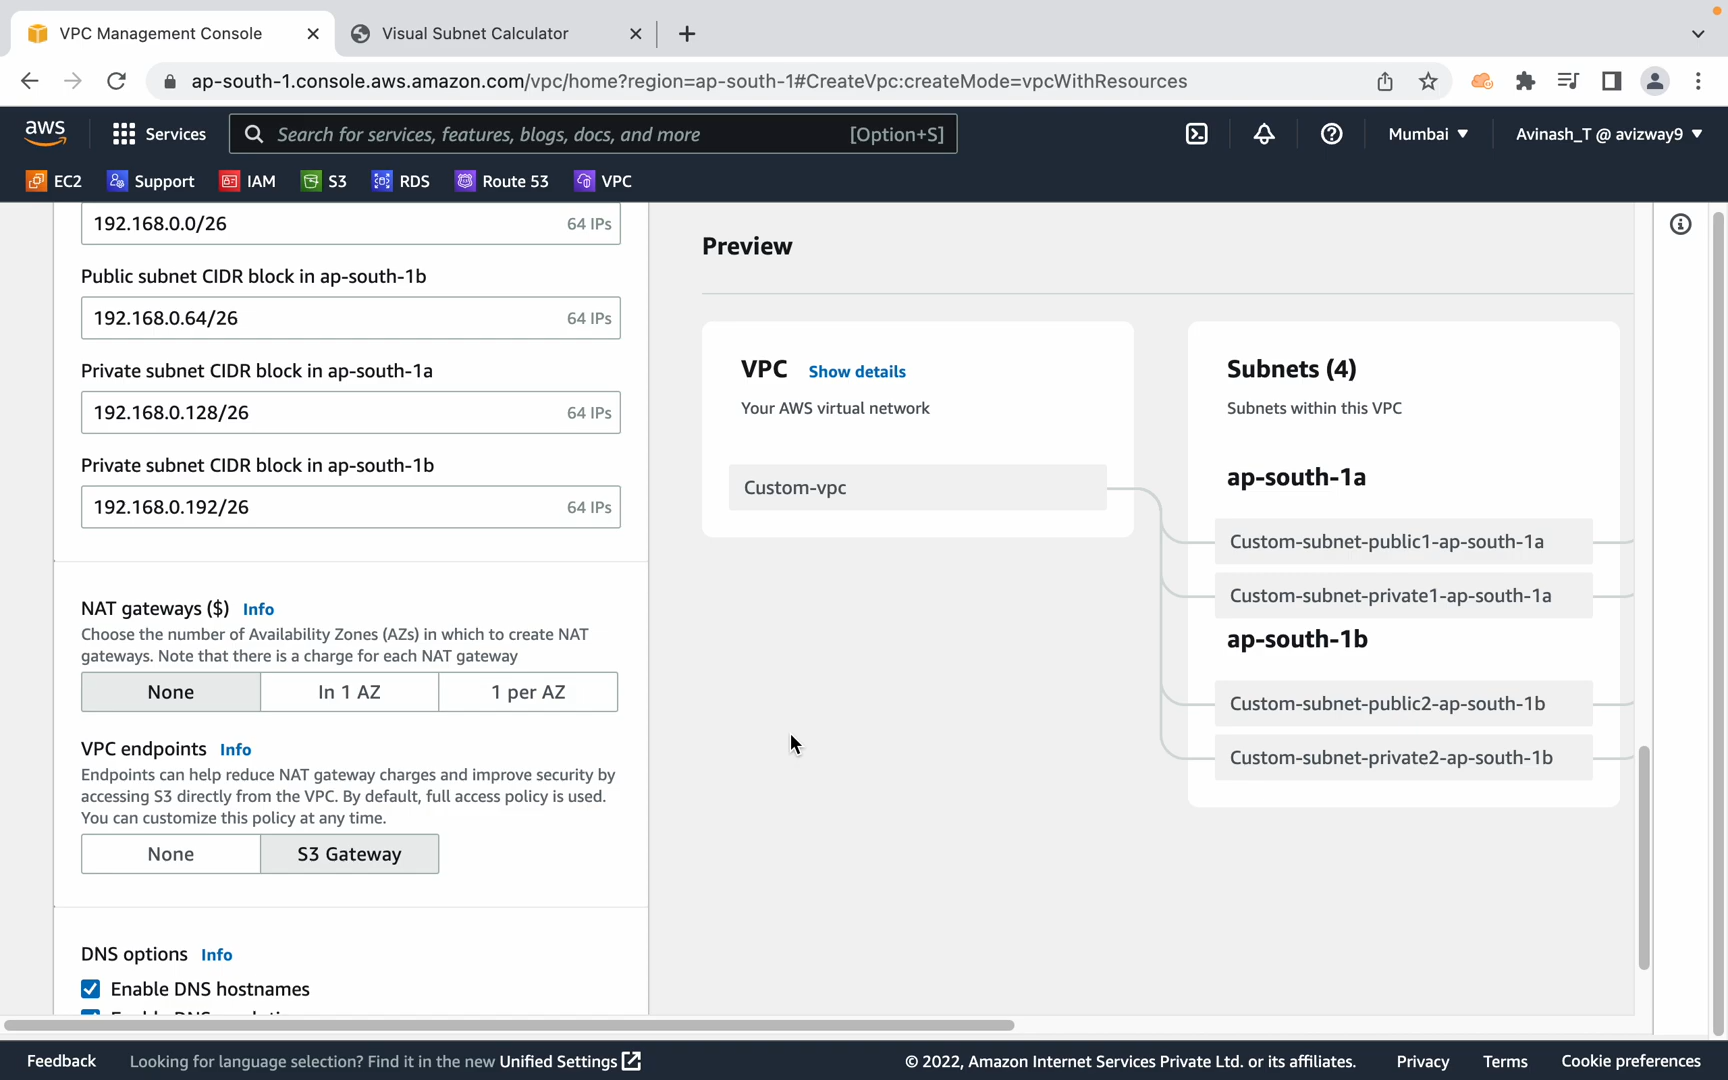 VPC Management Console
Visual Subnet Calculator
ap-south-1.console.aws.amazon.com/vpc/home?region=ap-south-1#CreateVpc:createMode=vpcWithResources
aws
Services
Search for services, features, blogs, docs, and more
[Option+S]
Mumbai
Avinash_T @ avizway9
EC2
Support
IAM
S3
RDS
Route 53
VPC
192.168.0.0/26
64 IPs
Public subnet CIDR block in ap-south-1b
192.168.0.64/26
64 IPs
Private subnet CIDR block in ap-south-1a
192.168.0.128/26
64 IPs
Private subnet CIDR block in ap-south-1b
192.168.0.192/26
64 IPs
NAT gateways ($) Info
Choose the number of Availability Zones (AZs) in which to create NAT
gateways. Note that there is a charge for each NAT gateway
None
In 1 AZ
1 per AZ
VPC endpoints Info
Endpoints can help reduce NAT gateway charges and improve security by
accessing S3 directly from the VPC. By default, full access policy is used.
You can customize this policy at any time.
None
S3 Gateway
DNS options Info
Enable DNS hostnames
Preview
VPC Show details
Your AWS virtual network
Custom-vpc
Subnets (4)
Subnets within this VPC
ap-south-1a
Custom-subnet-public1-ap-south-1a
Custom-subnet-private1-ap-south-1a
ap-south-1b
Custom-subnet-public2-ap-south-1b
Custom-subnet-private2-ap-south-1b
Feedback
Looking for language selection? Find it in the new Unified Settings
© 2022, Amazon Internet Services Private Ltd. or its affiliates.
Privacy
Terms
Cookie preferences